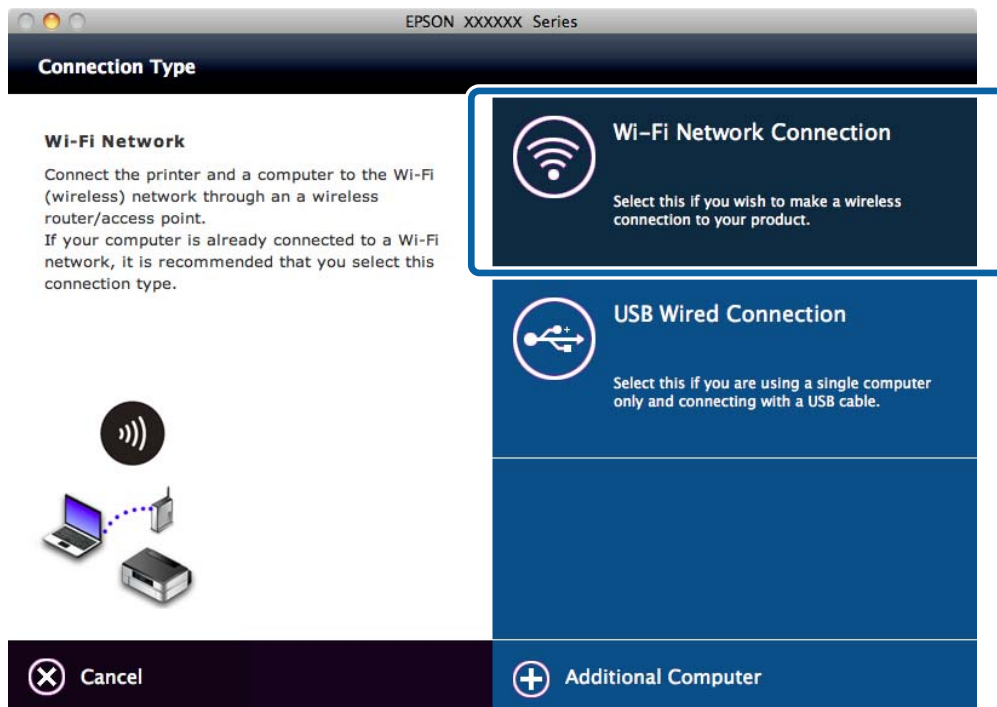 EPSON XXXXXX Series
Connection Type
Wi-Fi Network
Connect the printer and a computer to the Wi-Fi
(wireless) network through an a wireless
router/access point.
If your computer is already connected to a Wi-Fi
network, it is recommended that you select this
connection type.
Wi-Fi Network Connection
Select this if you wish to make a wireless
connection to your product.
USB Wired Connection
Select this if you are using a single computer
only and connecting with a USB cable.
Cancel
Additional Computer